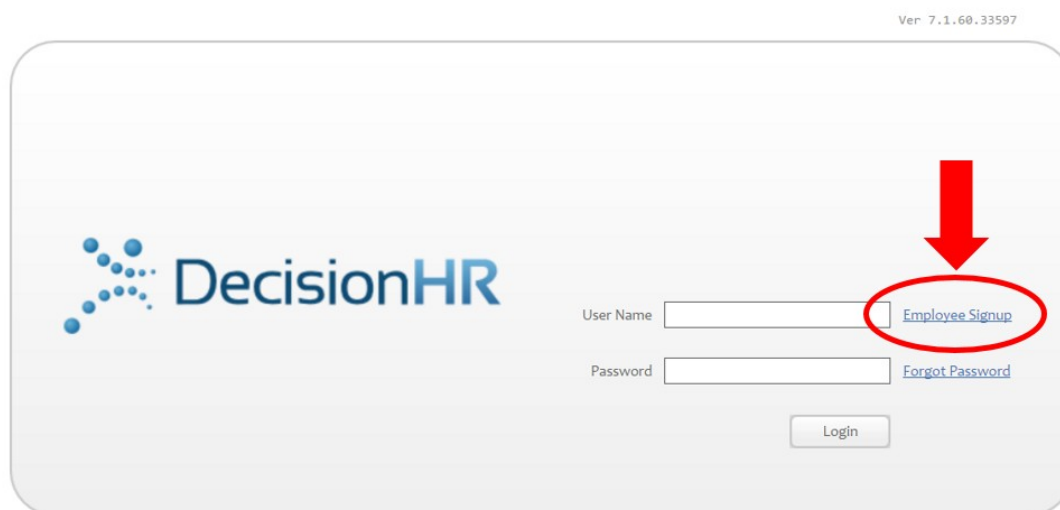 Ver 7.1.60.33597
DecisionHR
User Name
Employee Signup
Password
Forgot Password
Login